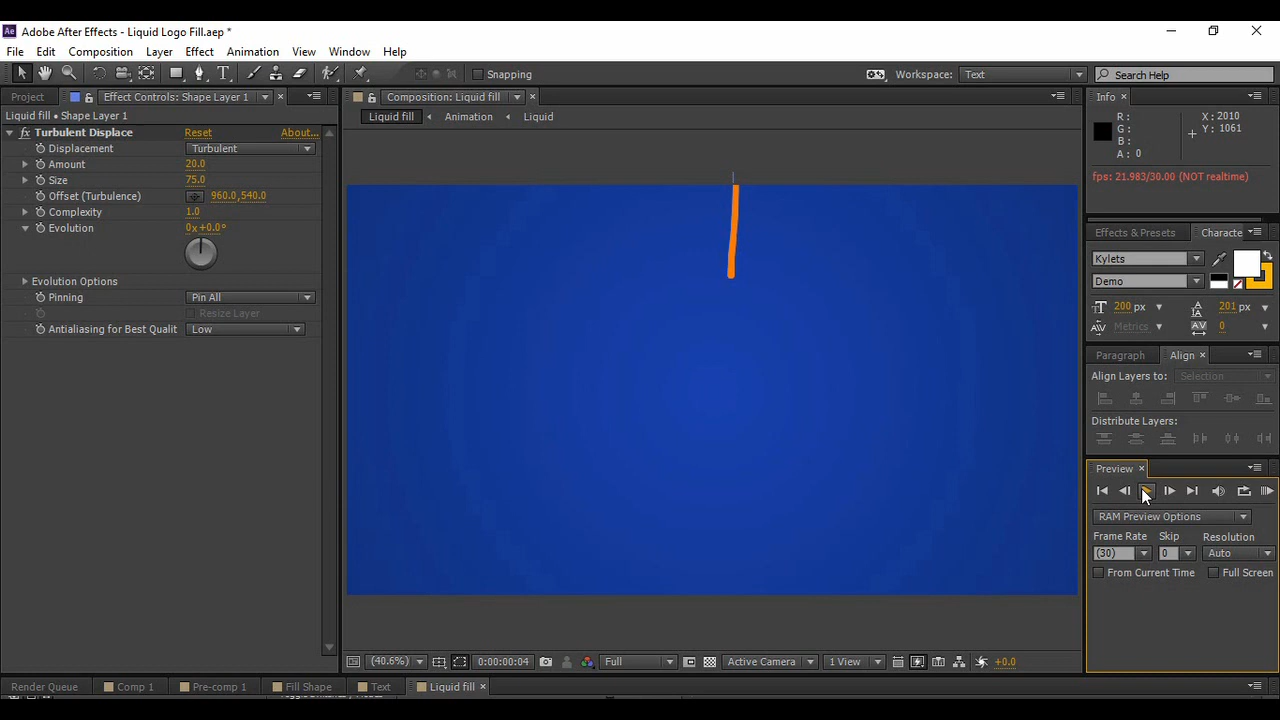 Adobe After Effects - Liquid Logo Fill.aep *
File Edit Composition Layer Effect Animation View Window Help
Snapping
Workspace: Text
Search Help
Project
Effect Controls: Shape Layer 1
Liquid fill • Shape Layer 1
fx Turbulent Displace Reset About...
Displacement Turbulent
Amount 20.0
Size 75.0
Offset (Turbulence) 960.0,540.0
Complexity 1.0
Evolution 0x+0.0°
Evolution Options
Pinning Pin All
Resize Layer
Antialiasing for Best Qualit Low
Composition: Liquid fill
Liquid fill Animation Liquid
(40.6%) 0:00:00:04 Full Active Camera 1 View +0.0
Info
R: X: 2010
G: Y: 1061
B:
A: 0
fps: 21.983/30.00 (NOT realtime)
Effects & Presets Characte
Kylets
Demo
200 px 201 px
Metrics 0
Paragraph Align
Align Layers to: Selection
Distribute Layers:
Preview
RAM Preview Options
Frame Rate Skip Resolution
(30) 0 Auto
From Current Time Full Screen
Render Queue Comp 1 Pre-comp 1 Fill Shape Text Liquid fill